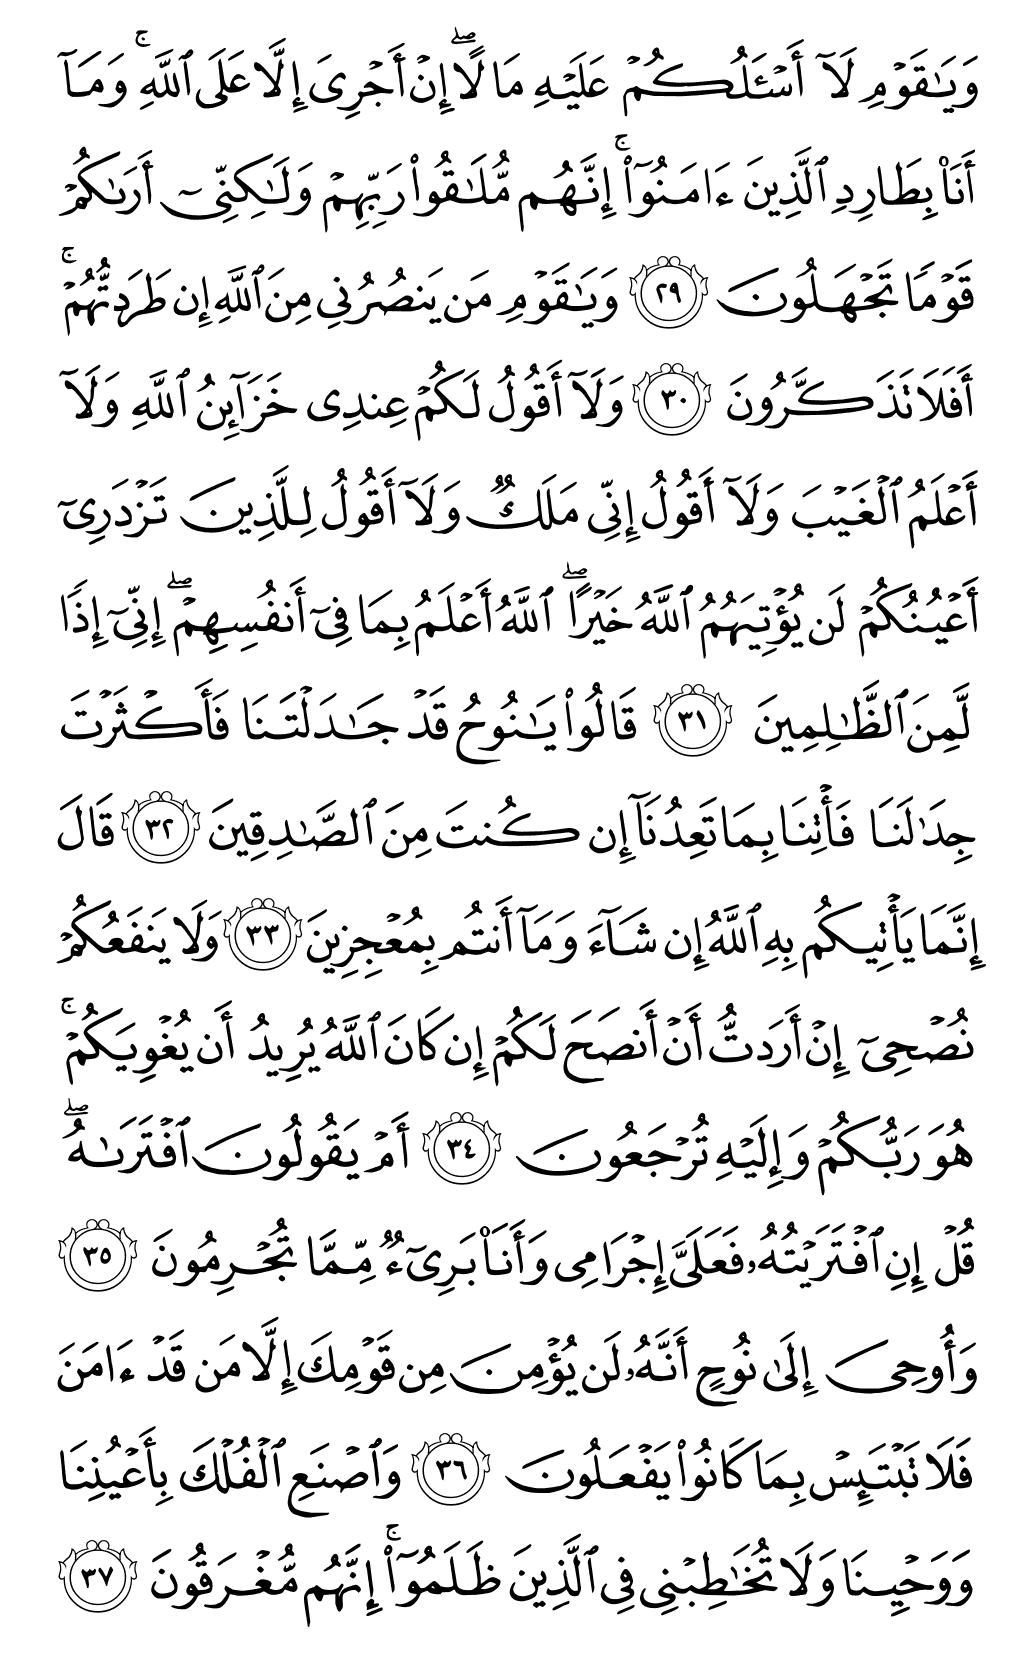 وَيَٰقَوْمِ لَآ أَسْـَٔلُكُمْ عَلَيْهِ مَالًا ۖ إِنْ أَجْرِىَ إِلَّا عَلَى ٱللَّهِ ۚ وَمَآ
أَنَا۠ بِطَارِدِ ٱلَّذِينَ ءَامَنُوٓا۟ ۚ إِنَّهُم مُّلَٰقُوا۟ رَبِّهِمْ وَلَٰكِنِّىٓ أَرَىٰكُمْ
قَوْمًا تَجْهَلُونَ ٢٩ وَيَٰقَوْمِ مَن يَنصُرُنِى مِنَ ٱللَّهِ إِن طَرَدتُّهُمْ ۚ
أَفَلَا تَذَكَّرُونَ ٣٠ وَلَآ أَقُولُ لَكُمْ عِندِى خَزَآئِنُ ٱللَّهِ وَلَآ
أَعْلَمُ ٱلْغَيْبَ وَلَآ أَقُولُ إِنِّى مَلَكٌ وَلَآ أَقُولُ لِلَّذِينَ تَزْدَرِىٓ
أَعْيُنُكُمْ لَن يُؤْتِيَهُمُ ٱللَّهُ خَيْرًا ۖ ٱللَّهُ أَعْلَمُ بِمَا فِىٓ أَنفُسِهِمْ ۖ إِنِّىٓ إِذًا
لَّمِنَ ٱلظَّٰلِمِينَ ٣١ قَالُوا۟ يَٰنُوحُ قَدْ جَٰدَلْتَنَا فَأَكْثَرْتَ
جِدَٰلَنَا فَأْتِنَا بِمَا تَعِدُنَآ إِن كُنتَ مِنَ ٱلصَّٰدِقِينَ ٣٢ قَالَ
إِنَّمَا يَأْتِيكُم بِهِ ٱللَّهُ إِن شَآءَ وَمَآ أَنتُم بِمُعْجِزِينَ ٣٣ وَلَا يَنفَعُكُمْ
نُصْحِىٓ إِنْ أَرَدتُّ أَنْ أَنصَحَ لَكُمْ إِن كَانَ ٱللَّهُ يُرِيدُ أَن يُغْوِيَكُمْ ۚ
هُوَ رَبُّكُمْ وَإِلَيْهِ تُرْجَعُونَ ٣٤ أَمْ يَقُولُونَ ٱفْتَرَىٰهُ ۖ
قُلْ إِنِ ٱفْتَرَيْتُهُۥ فَعَلَىَّ إِجْرَامِى وَأَنَا۠ بَرِىٓءٌ مِّمَّا تُجْرِمُونَ ٣٥
وَأُوحِىَ إِلَىٰ نُوحٍ أَنَّهُۥ لَن يُؤْمِنَ مِن قَوْمِكَ إِلَّا مَن قَدْ ءَامَنَ
فَلَا تَبْتَئِسْ بِمَا كَانُوا۟ يَفْعَلُونَ ٣٦ وَٱصْنَعِ ٱلْفُلْكَ بِأَعْيُنِنَا
وَوَحْيِنَا وَلَا تُخَٰطِبْنِى فِى ٱلَّذِينَ ظَلَمُوٓا۟ ۚ إِنَّهُم مُّغْرَقُونَ ٣٧